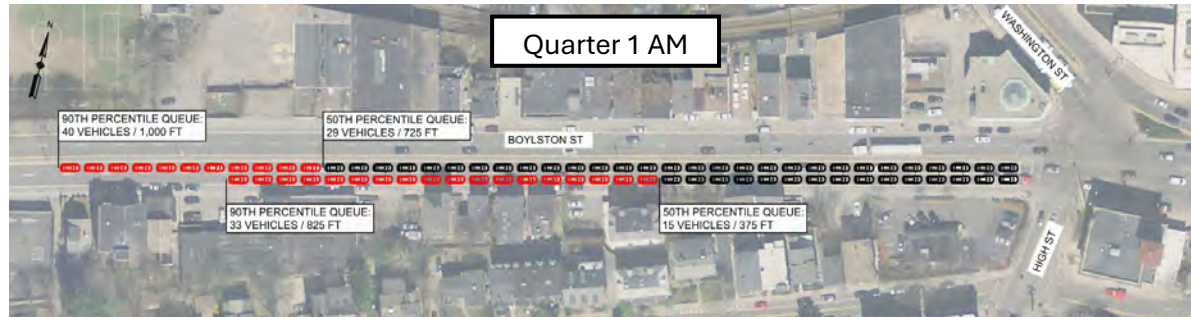 Quarter 1 AM
N
WASHINGTON ST
90TH PERCENTILE QUEUE:
40 VEHICLES / 1,000 FT
50TH PERCENTILE QUEUE:
29 VEHICLES / 725 FT
BOYLSTON ST
90TH PERCENTILE QUEUE:
33 VEHICLES / 825 FT
50TH PERCENTILE QUEUE:
15 VEHICLES / 375 FT
HIGH ST